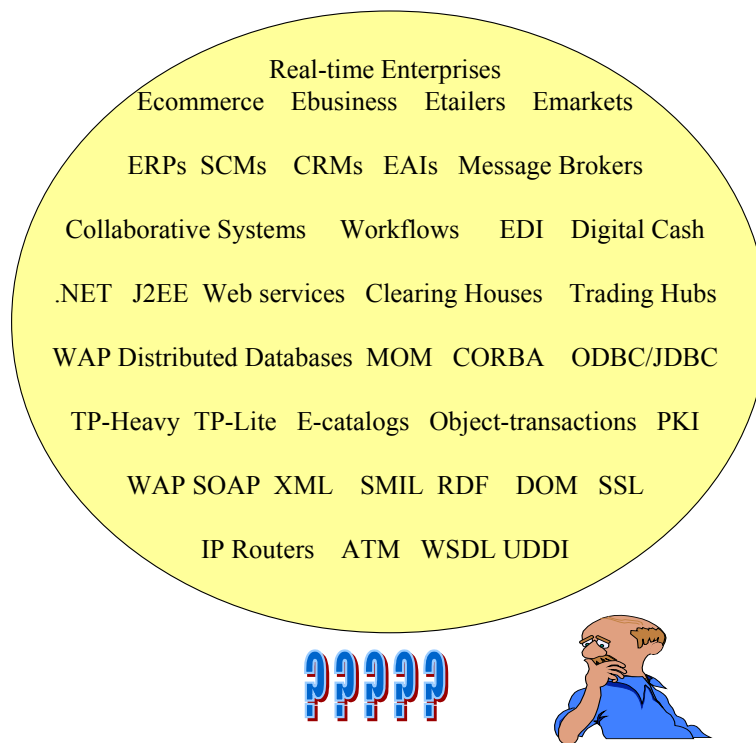 Real-time Enterprises
Ecommerce Ebusiness Etailers Emarkets
ERPs SCMs CRMs EAIs Message Brokers
Collaborative Systems Workflows EDI Digital Cash
.NET J2EE Web services Clearing Houses Trading Hubs
WAP Distributed Databases MOM CORBA ODBC/JDBC
TP-Heavy TP-Lite E-catalogs Object-transactions PKI
WAP SOAP XML SMIL RDF DOM SSL
IP Routers ATM WSDL UDDI
?????